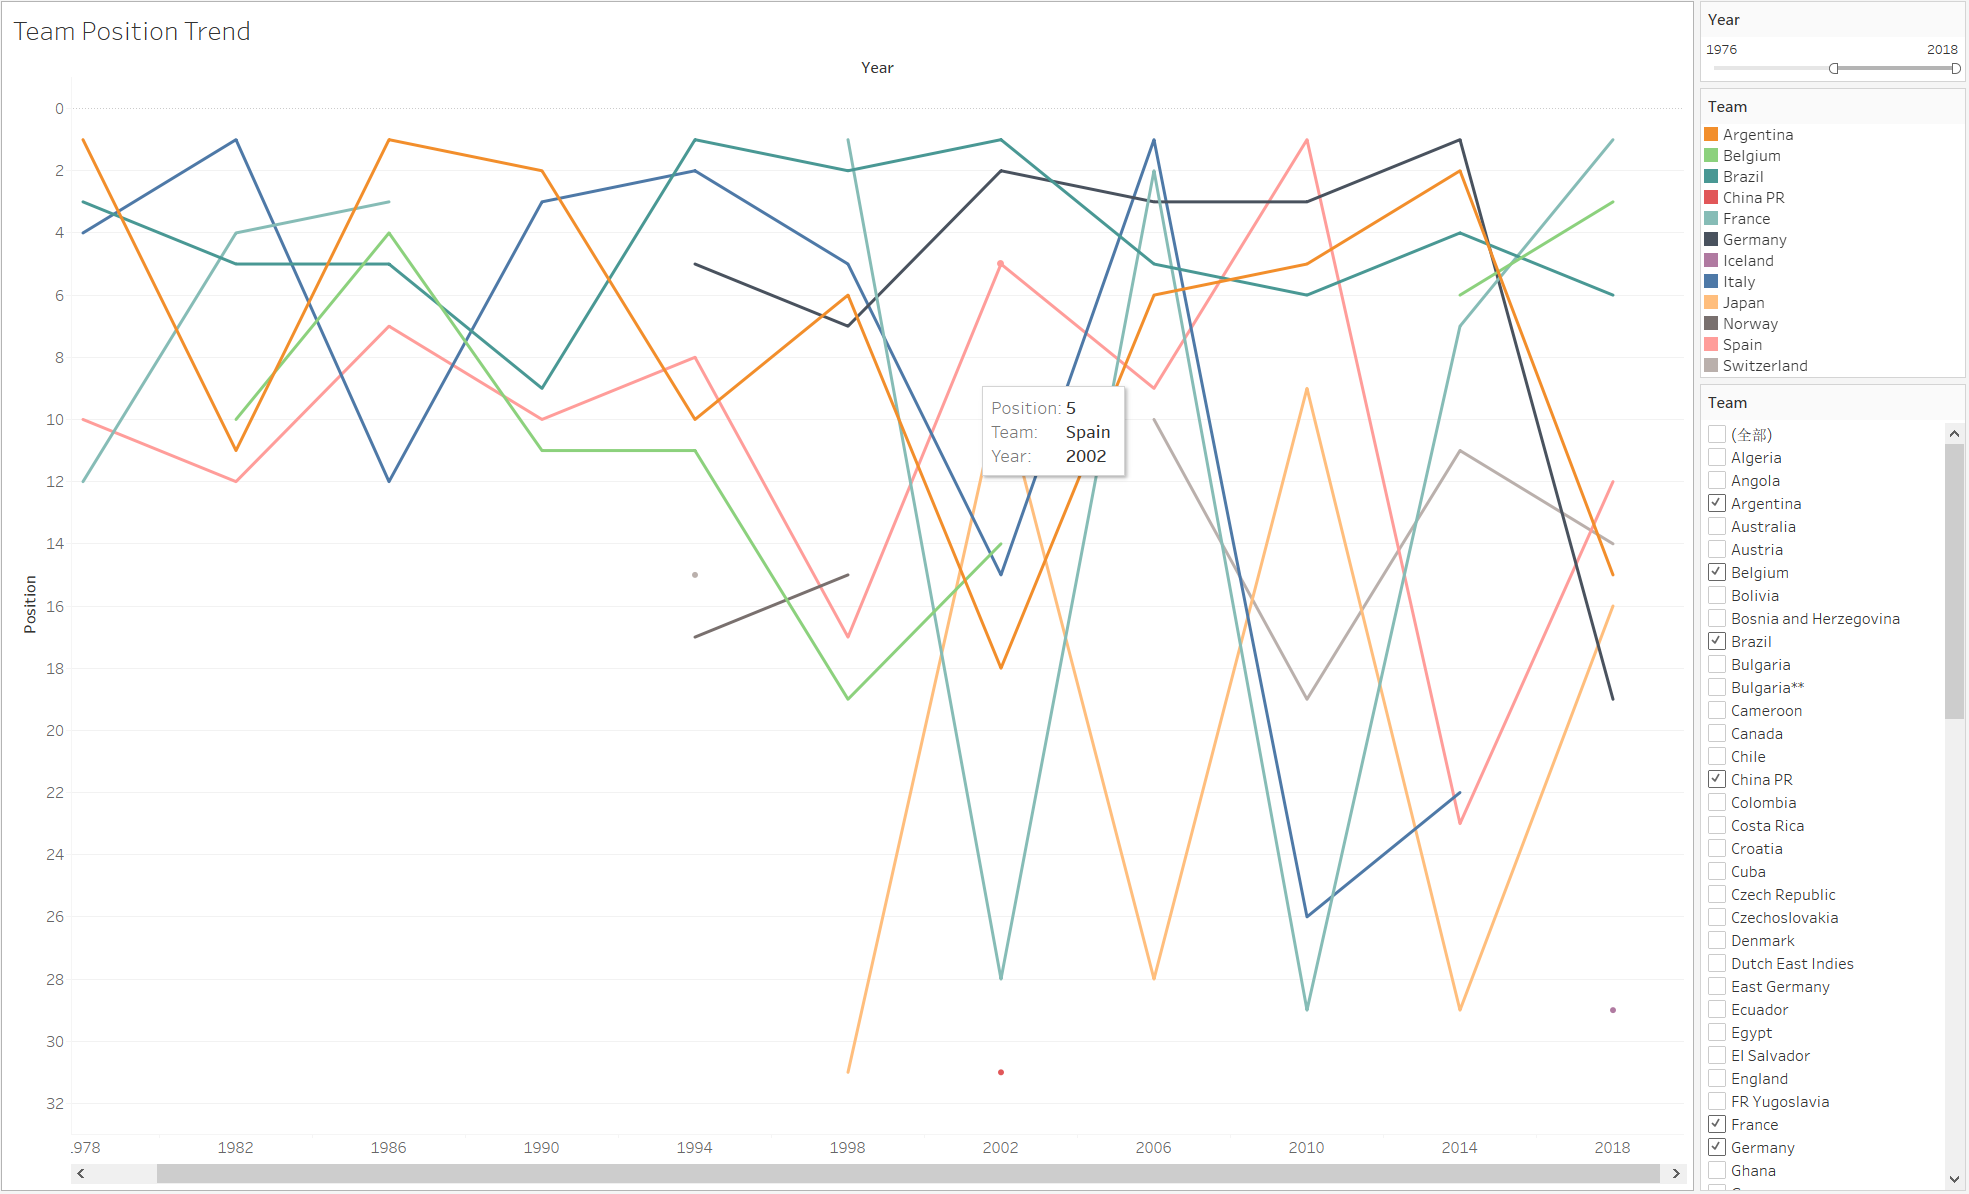 Team Position Trend
Year
0
2
4
6
8
10
12
14
16
18
20
22
24
26
28
30
32
Position
Position: 5
Team: Spain
Year: 2002
.978
1982
1986
1990
1994
1998
2002
2006
2010
2014
2018
Year
1976 2018
Team
Argentina
Belgium
Brazil
China PR
France
Germany
Iceland
Italy
Japan
Norway
Spain
Switzerland
Team
(全部)
Algeria
Angola
Argentina
Australia
Austria
Belgium
Bolivia
Bosnia and Herzegovina
Brazil
Bulgaria
Bulgaria**
Cameroon
Canada
Chile
China PR
Colombia
Costa Rica
Croatia
Cuba
Czech Republic
Czechoslovakia
Denmark
Dutch East Indies
East Germany
Ecuador
Egypt
El Salvador
England
FR Yugoslavia
France
Germany
Ghana